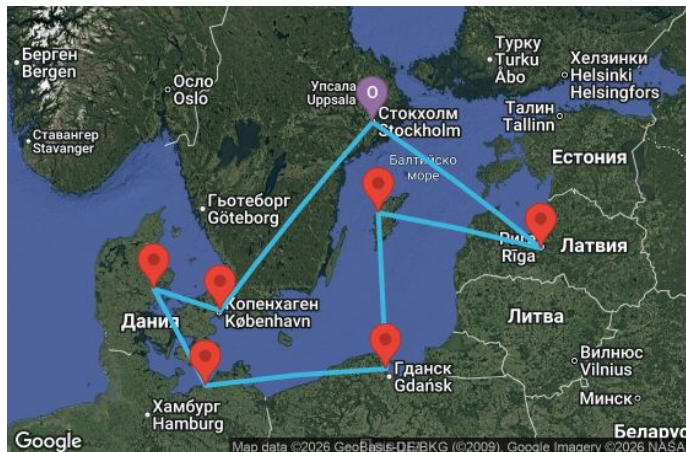 Берген
Bergen
Осло
Oslo
Ставангер
Stavanger
Упсала
Uppsala
О
Стокхолм
Stockholm
Турку
Turku
Åbo
Хелзинки
Helsinki
Helsingfors
Талин
Tallinn
Естония
Балтийско
море
Гьотеборг
Göteborg
Рига
Rīga
ЛАТВИЯ
Копенхаген
København
Дания
ЛИТВА
Вилнюс
Vilnius
Гданск
Gdańsk
Минск
Хамбург
Hamburg
Беларус
Google
Map data ©2026 GeoBasis-DE/BKG (©2009), Google Imagery ©2026 NASA